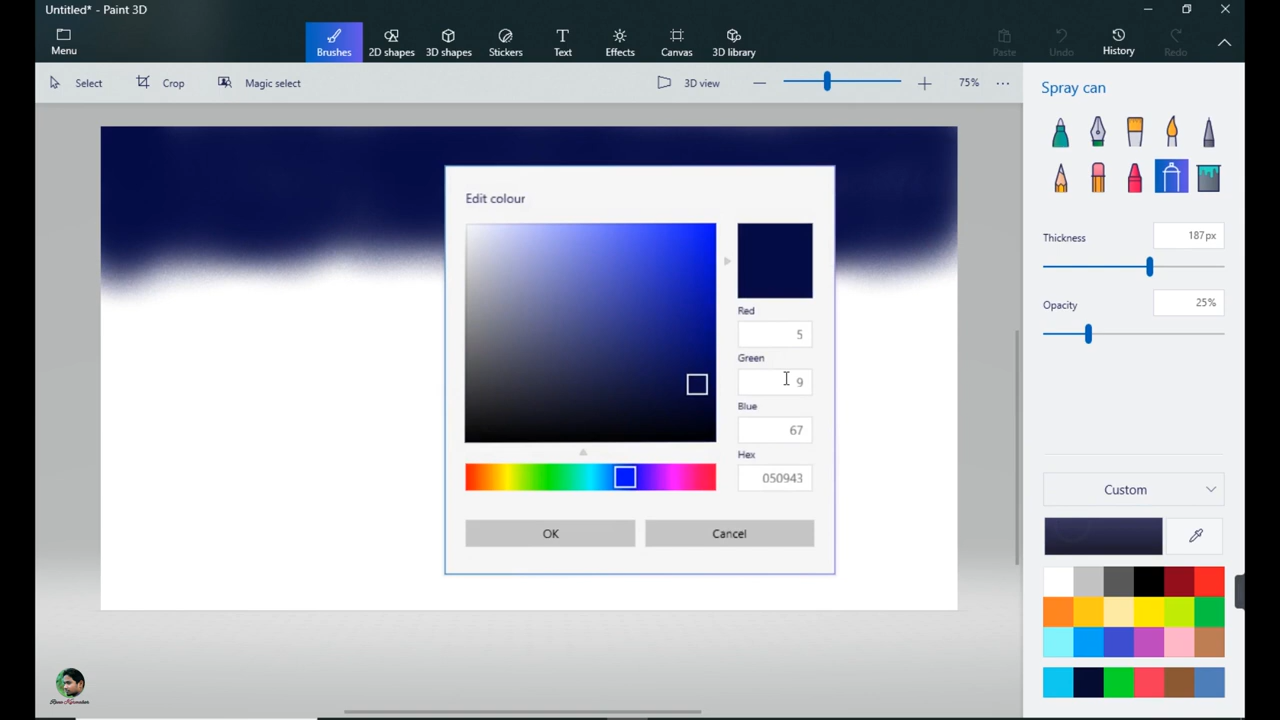 Untitled* - Paint 3D
Menu
Brushes
2D shapes
3D shapes
Stickers
Text
Effects
Canvas
3D library
Paste
Undo
History
Redo
Select
Crop
Magic select
3D view
75%
Spray can
Thickness
187px
Opacity
25%
Edit colour
Red
5
Green
9
Blue
67
Hex
050943
OK
Cancel
Custom